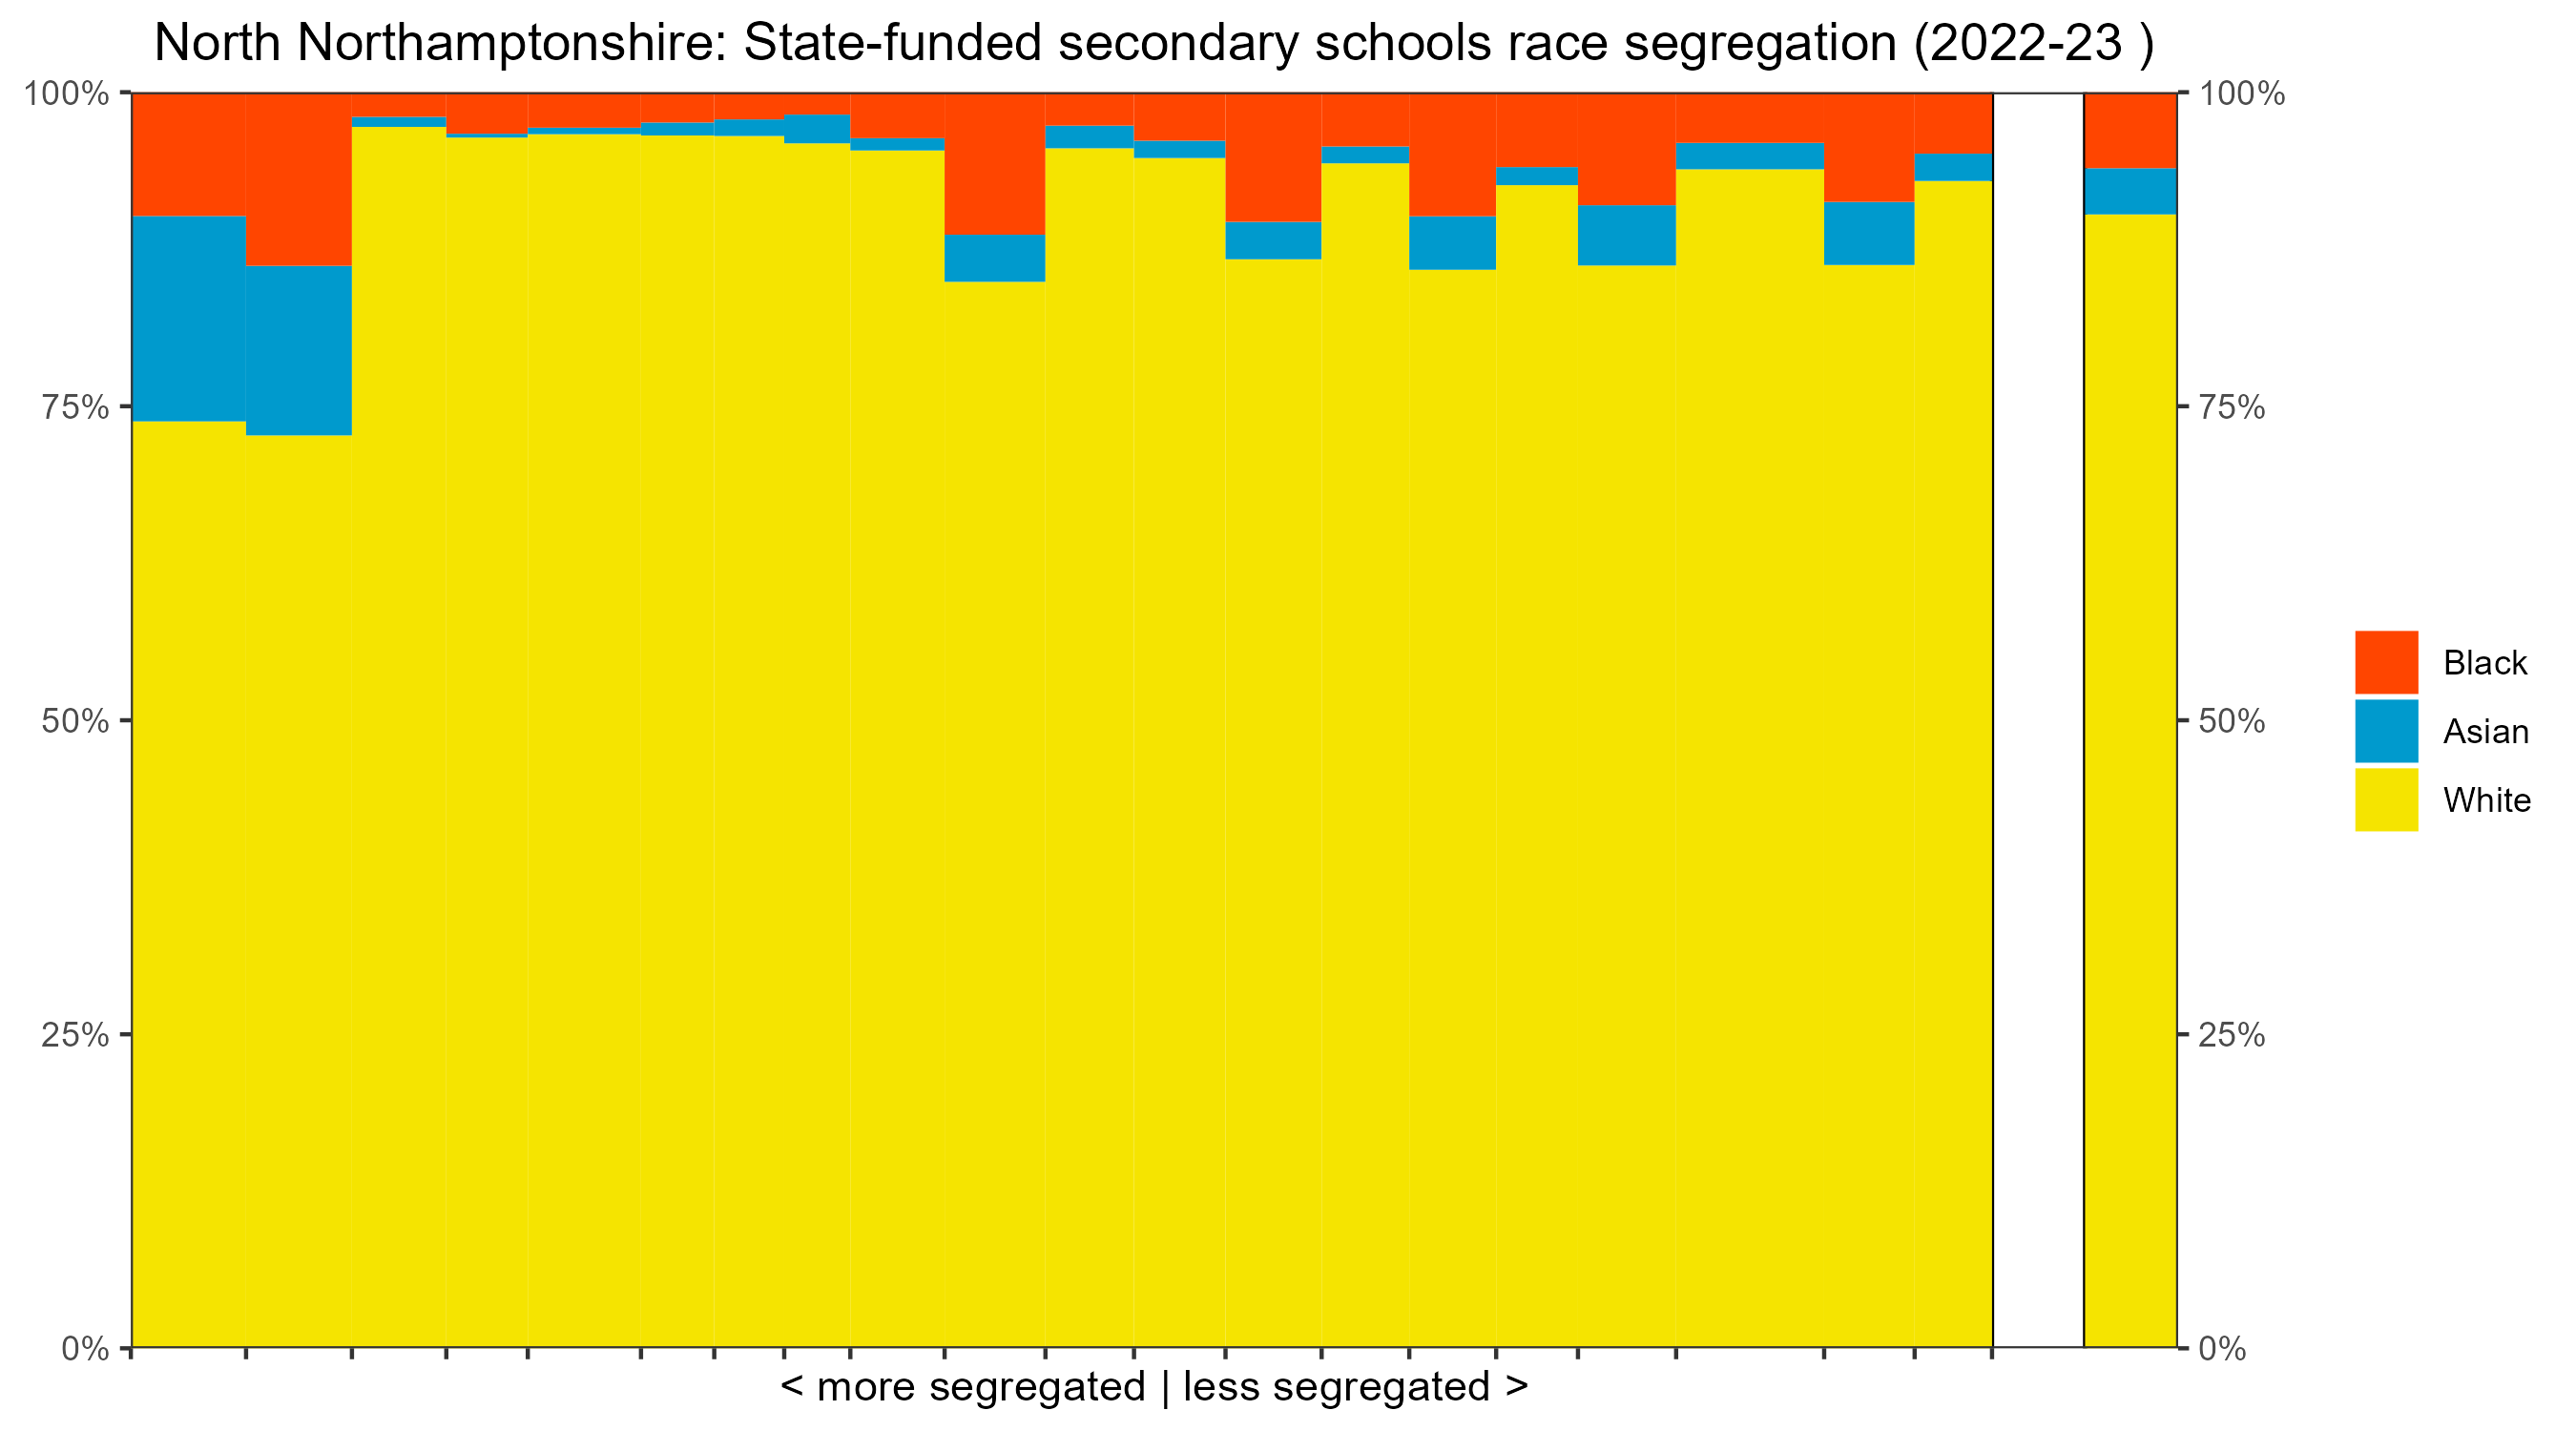 North Northamptonshire: State-funded secondary schools race segregation (2022-23 )
100%
75%
50%
25%
0%
100%
75%
50%
25%
0%
Black
Asian
White
< more segregated | less segregated >